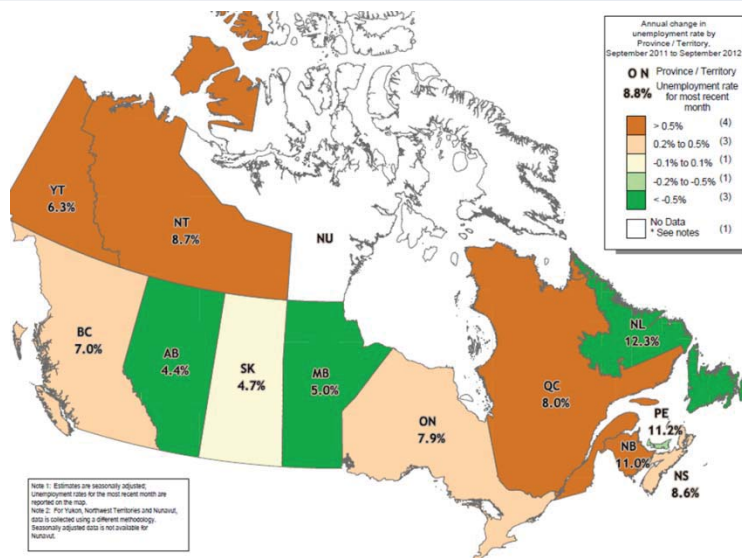 Annual change in
unemployment rate by
Province / Territory,
September 2011 to September 2012
O N Province / Territory
8.8% Unemployment rate
for most recent
month
> 0.5% (4)
0.2% to 0.5% (3)
-0.1% to 0.1% (1)
-0.2% to -0.5% (1)
< -0.5% (3)
No Data
* See notes (1)
YT
6.3%
NT
8.7%
NU
BC
7.0%
AB
4.4%
SK
4.7%
MB
5.0%
ON
7.9%
QC
8.0%
NL
12.3%
PE
11.2%
NB
11.0%
NS
8.6%
Note 1: Estimates are seasonally adjusted;
Unemployment rates for the most recent month are
reported on the map.
Note 2: For Yukon, Northwest Territories and Nunavut,
data is collected using a different methodology.
Seasonally adjusted data is not available for
Nunavut.